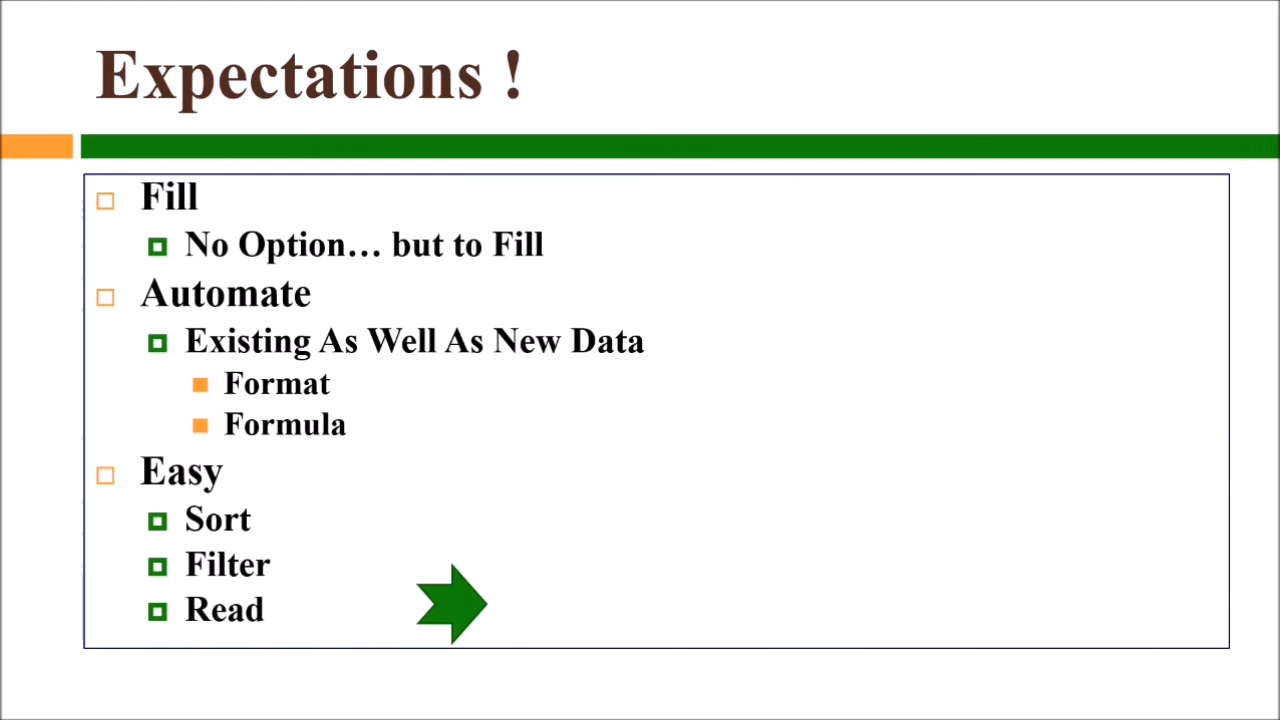 Expectations !
Fill
No Option… but to Fill
Automate
Existing As Well As New Data
Format
Formula
Easy
Sort
Filter
Read